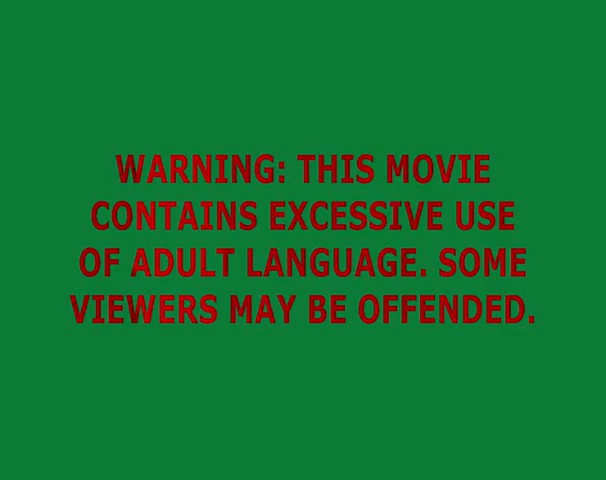 WARNING: THIS MOVIE
CONTAINS EXCESSIVE USE
OF ADULT LANGUAGE. SOME
VIEWERS MAY BE OFFENDED.